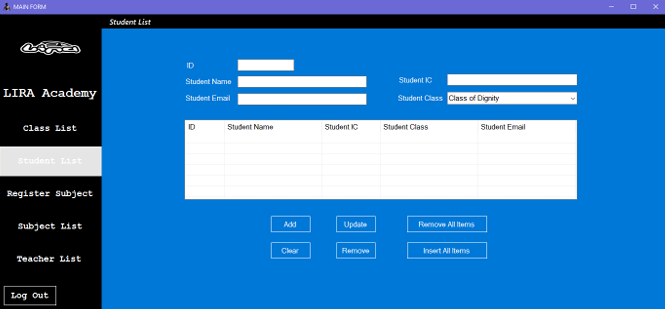 MAIN FORM
Student List
LIRA Academy
Class List
Student List
Register Subject
Subject List
Teacher List
Log Out
ID
Student Name
Student IC
Student Email
Student Class Class of Dignity
ID Student Name Student IC Student Class Student Email
Add Update Remove All Items
Clear Remove Insert All Items